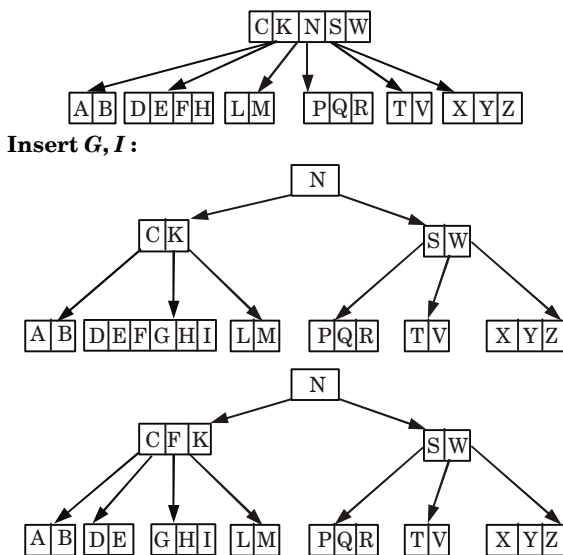 C K N S W
A B D E F H L M P Q R T V X Y Z
Insert G, I :
N
C K S W
A B D E F G H I L M P Q R T V X Y Z
N
C F K S W
A B D E G H I L M P Q R T V X Y Z